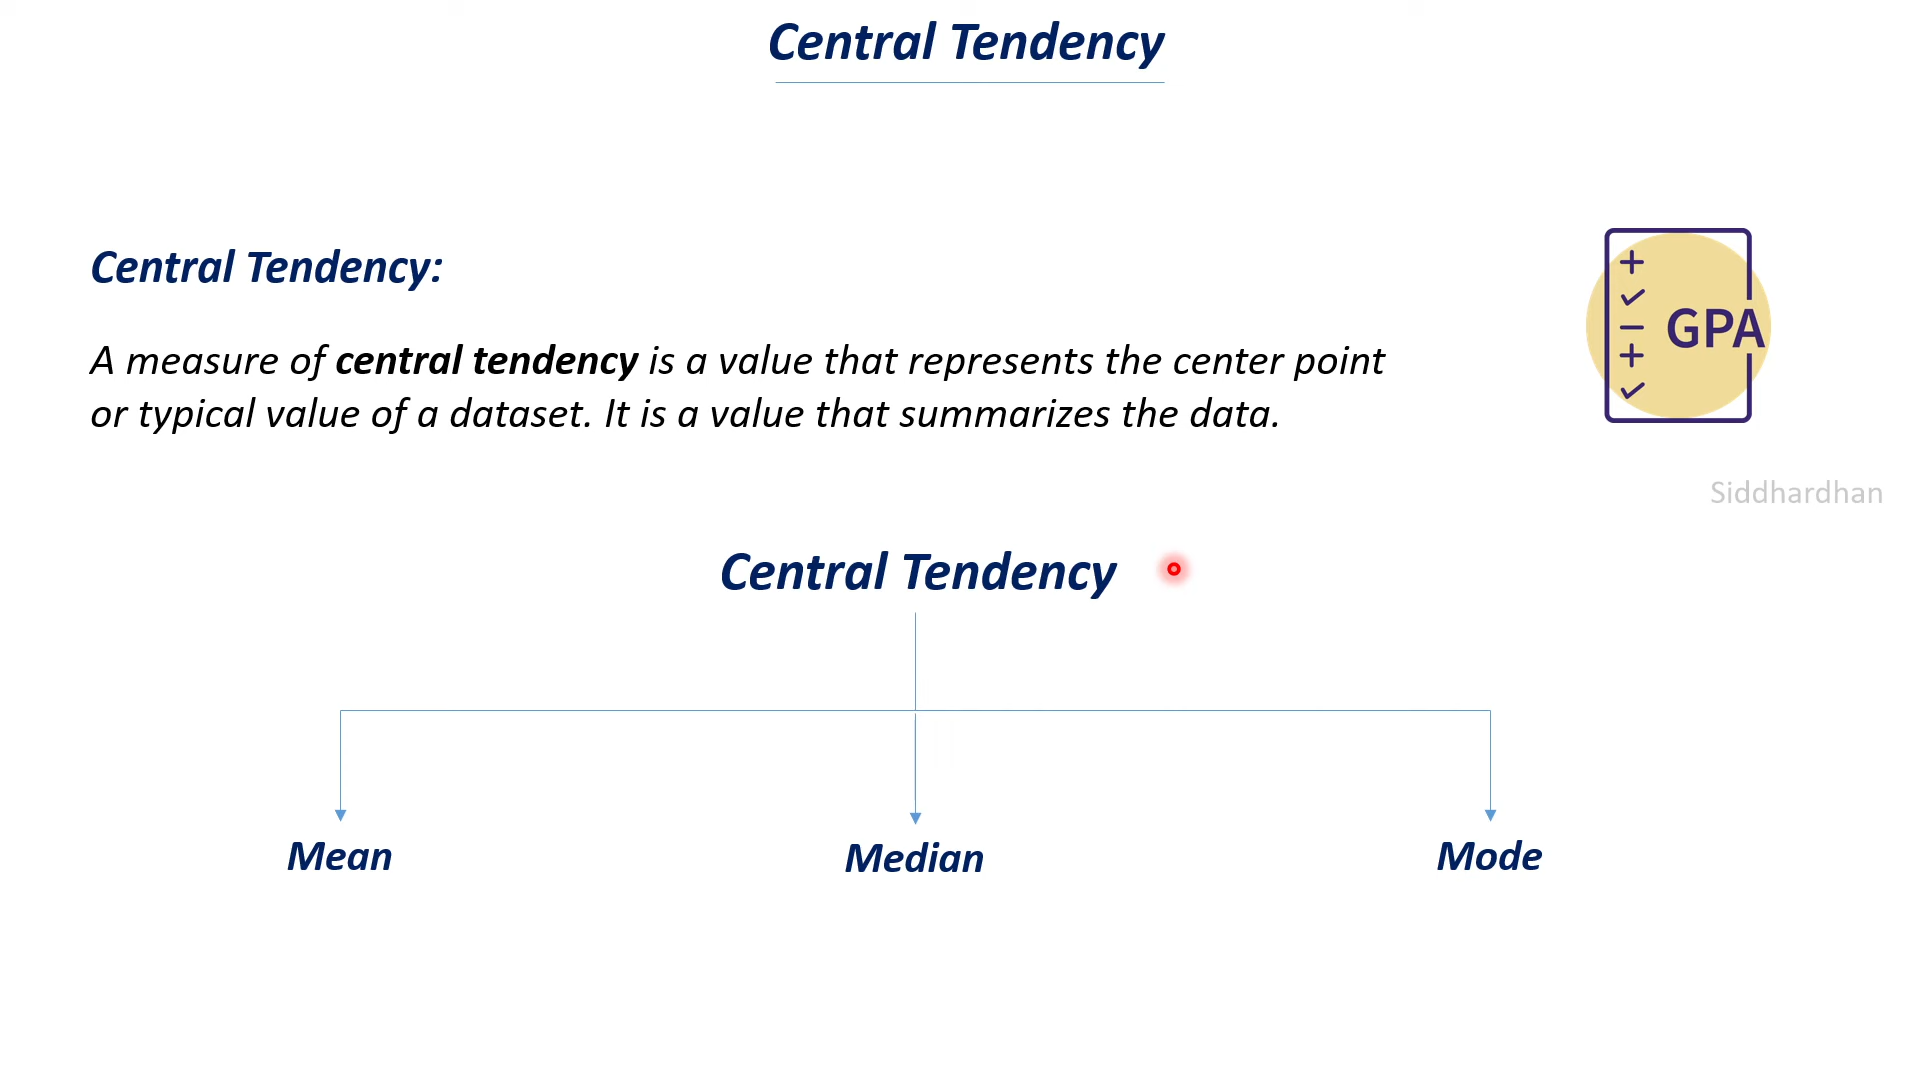 Central Tendency
Central Tendency:
A measure of central tendency is a value that represents the center point
or typical value of a dataset. It is a value that summarizes the data.
GPA
Siddhardhan
Central Tendency
Mean
Median
Mode